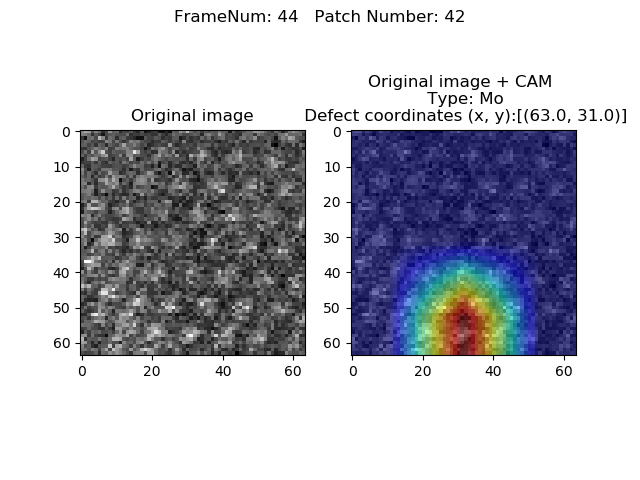 FrameNum: 44   Patch Number: 42
Original image
0
10
20
30
40
50
60
0 20 40 60
Original image + CAM
Type: Mo
Defect coordinates (x, y):[(63.0, 31.0)]
0
10
20
30
40
50
60
0 20 40 60